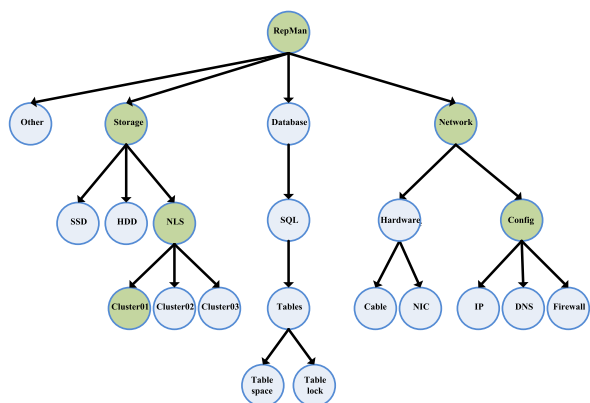 RepMan
Other
Storage
Database
Network
SSD
HDD
NLS
SQL
Hardware
Config
Cluster01
Cluster02
Cluster03
Tables
Cable
NIC
IP
DNS
Firewall
Table
space
Table
lock